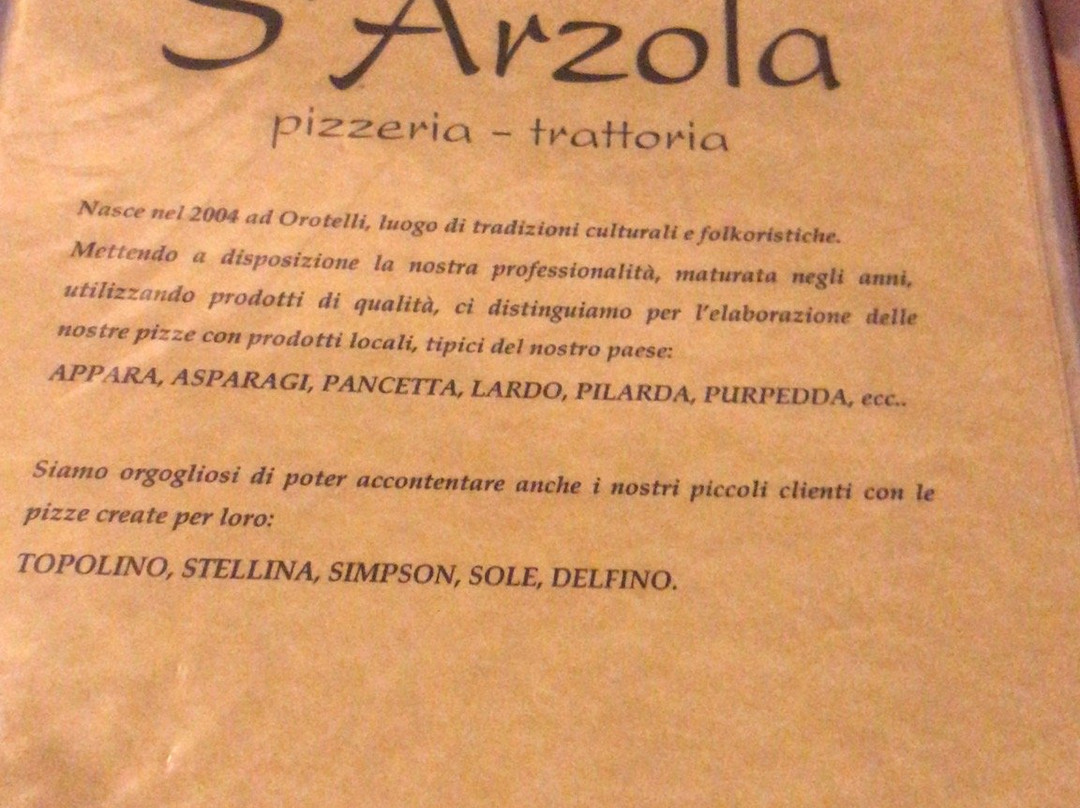 S'Arzola
pizzeria - trattoria
Nasce nel 2004 ad Orotelli, luogo di tradizioni culturali e folkoristiche.
Mettendo a disposizione la nostra professionalità, maturata negli anni,
utilizzando prodotti di qualità, ci distinguiamo per l'elaborazione delle
nostre pizze con prodotti locali, tipici del nostro paese:
APPARA, ASPARAGI, PANCETTA, LARDO, PILARDA, PURPEDDA, ecc..
Siamo orgogliosi di poter accontentare anche i nostri piccoli clienti con le
pizze create per loro:
TOPOLINO, STELLINA, SIMPSON, SOLE, DELFINO.